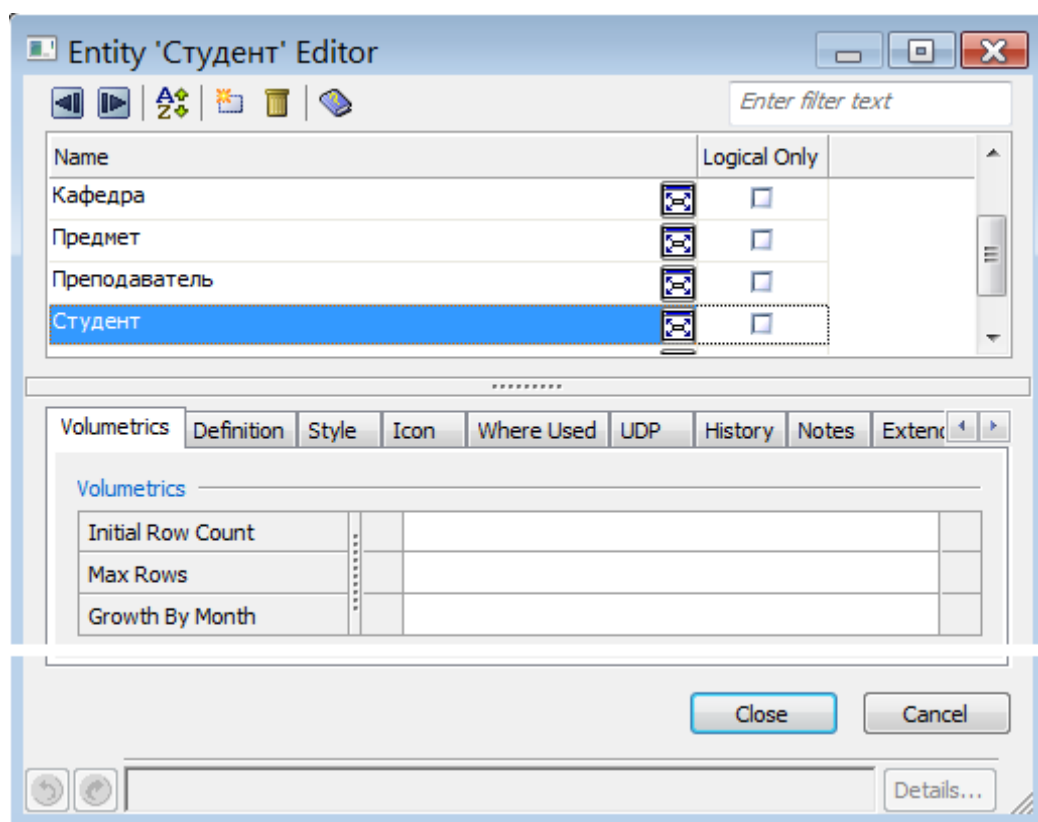 Entity 'Студент' Editor
Enter filter text
Name Logical Only
Кафедра
Предмет
Преподаватель
Студент
Volumetrics Definition Style Icon Where Used UDP History Notes Extend
Volumetrics
Initial Row Count
Max Rows
Growth By Month
Close Cancel
Details...